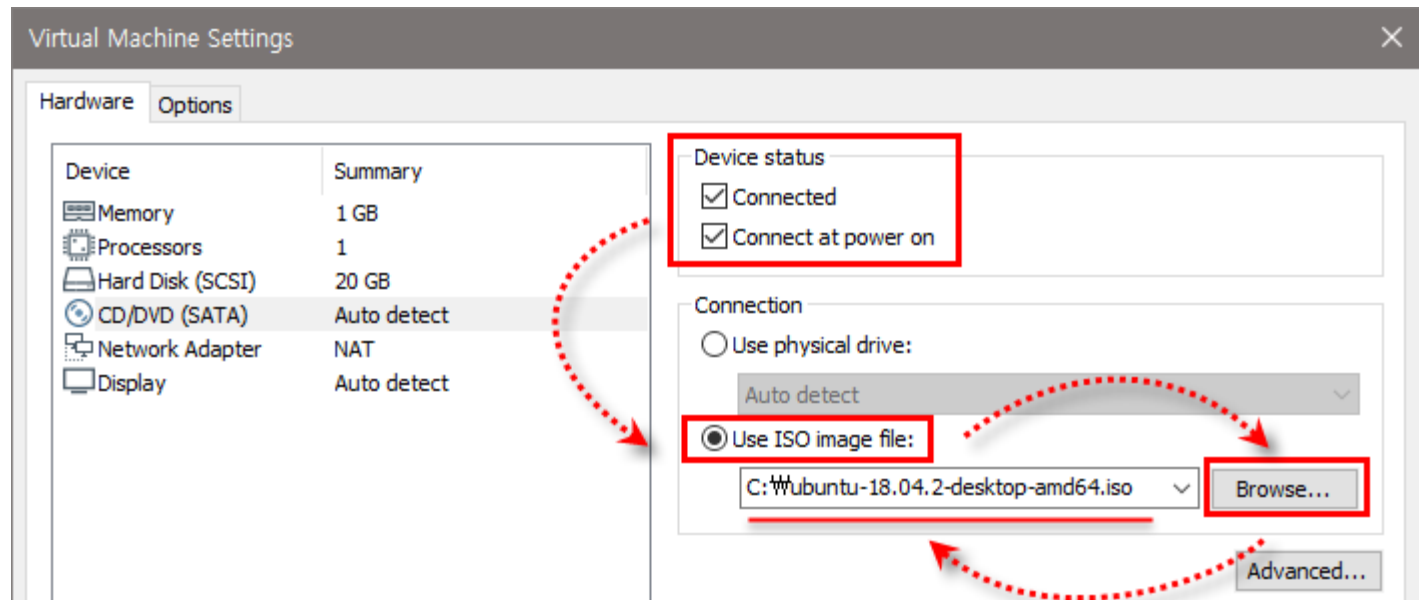 Virtual Machine Settings
Hardware Options
Device Summary
Memory 1 GB
Processors 1
Hard Disk (SCSI) 20 GB
CD/DVD (SATA) Auto detect
Network Adapter NAT
Display Auto detect
Device status
Connected
Connect at power on
Connection
Use physical drive:
Auto detect
Use ISO image file:
C:₩ubuntu-18.04.2-desktop-amd64.iso Browse...
Advanced...